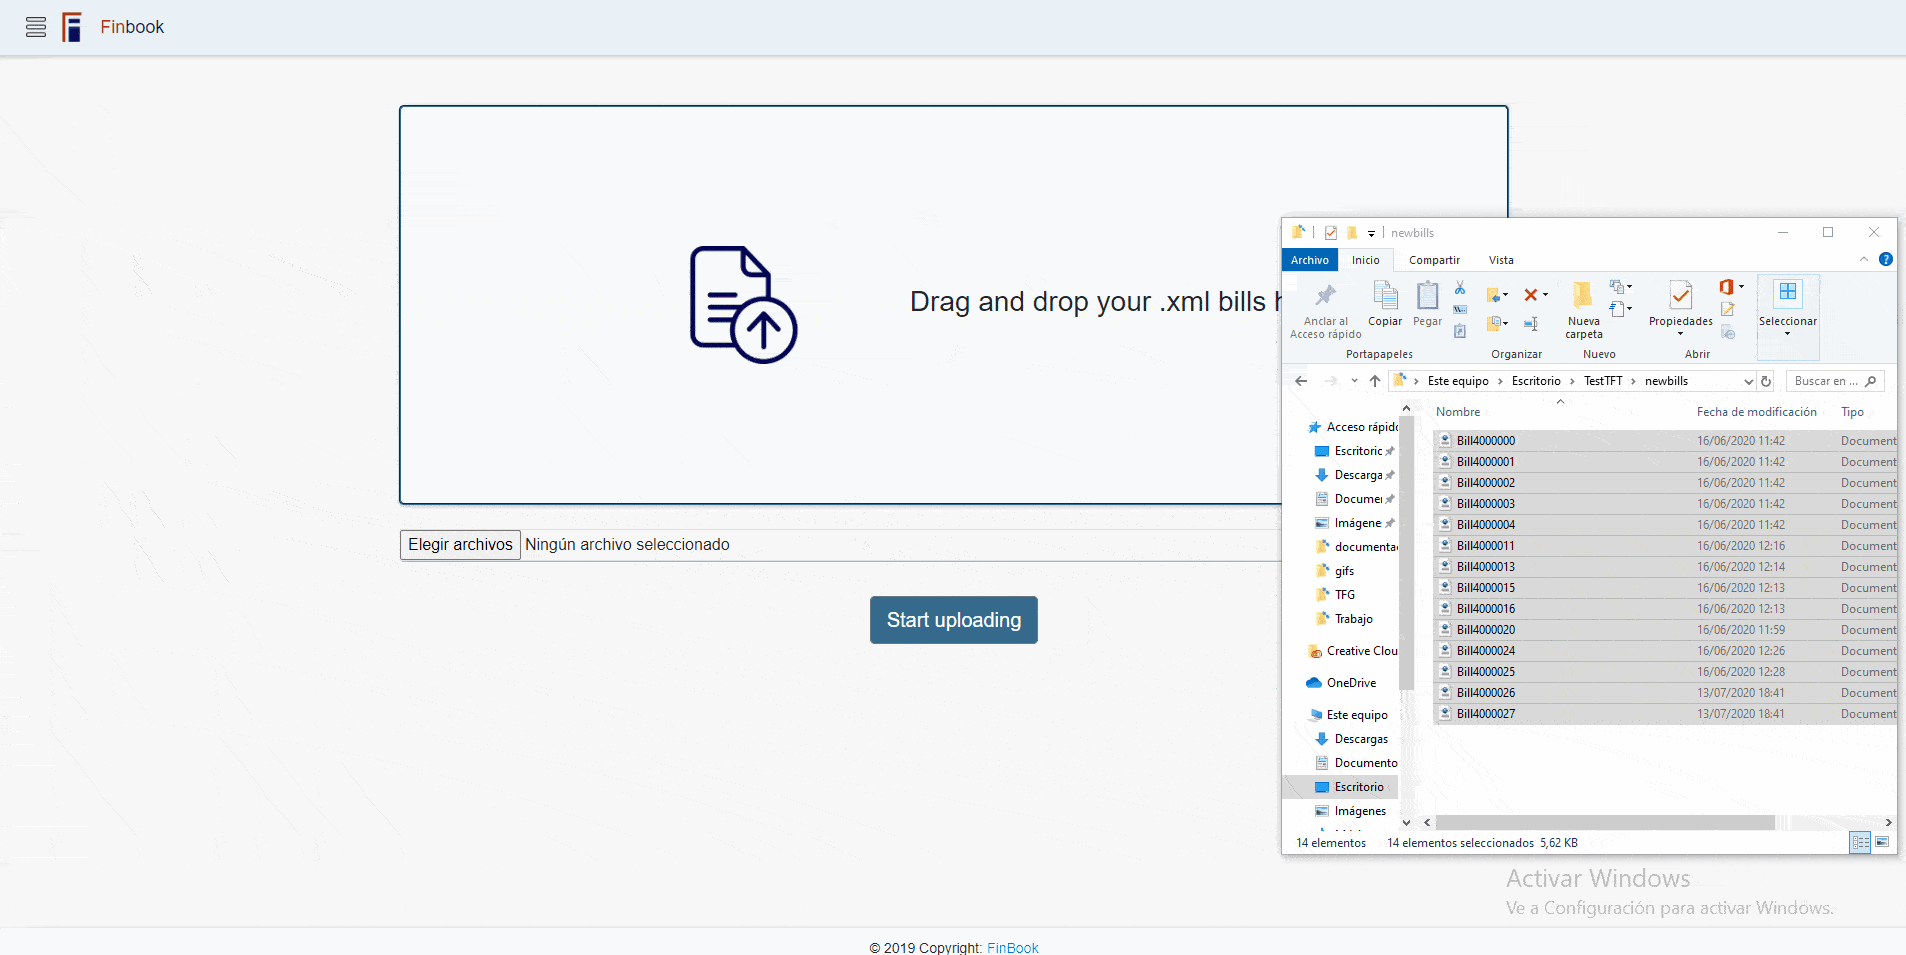 Finbook
Drag and drop your .xml bills
Elegir archivos Ningún archivo seleccionado
Start uploading
newbills
Archivo Inicio Compartir Vista
Anclar al Acceso rápido
Copiar
Pegar
Nueva carpeta
Propiedades
Seleccionar
Portapapeles Organizar Nuevo Abrir
Este equipo > Escritorio > TestTFT > newbills
Buscar en ...
Nombre Fecha de modificación Tipo
Acceso rápido
Escritorio
Descarga
Documen
Imágene
documenta
gifs
TFG
Trabajo
Creative Clou
OneDrive
Este equipo
Descargas
Documento
Escritorio
Imágenes
Bill4000000 16/06/2020 11:42 Document
Bill4000001 16/06/2020 11:42 Document
Bill4000002 16/06/2020 11:42 Document
Bill4000003 16/06/2020 11:42 Document
Bill4000004 16/06/2020 11:42 Document
Bill4000011 16/06/2020 12:16 Document
Bill4000013 16/06/2020 12:14 Document
Bill4000015 16/06/2020 12:13 Document
Bill4000016 16/06/2020 12:13 Document
Bill4000020 16/06/2020 11:59 Document
Bill4000024 16/06/2020 12:26 Document
Bill4000025 16/06/2020 12:28 Document
Bill4000026 13/07/2020 18:41 Document
Bill4000027 13/07/2020 18:41 Document
14 elementos 14 elementos seleccionados 5,62 KB
Activar Windows
Ve a Configuración para activar Windows.
© 2019 Copyright: FinBook